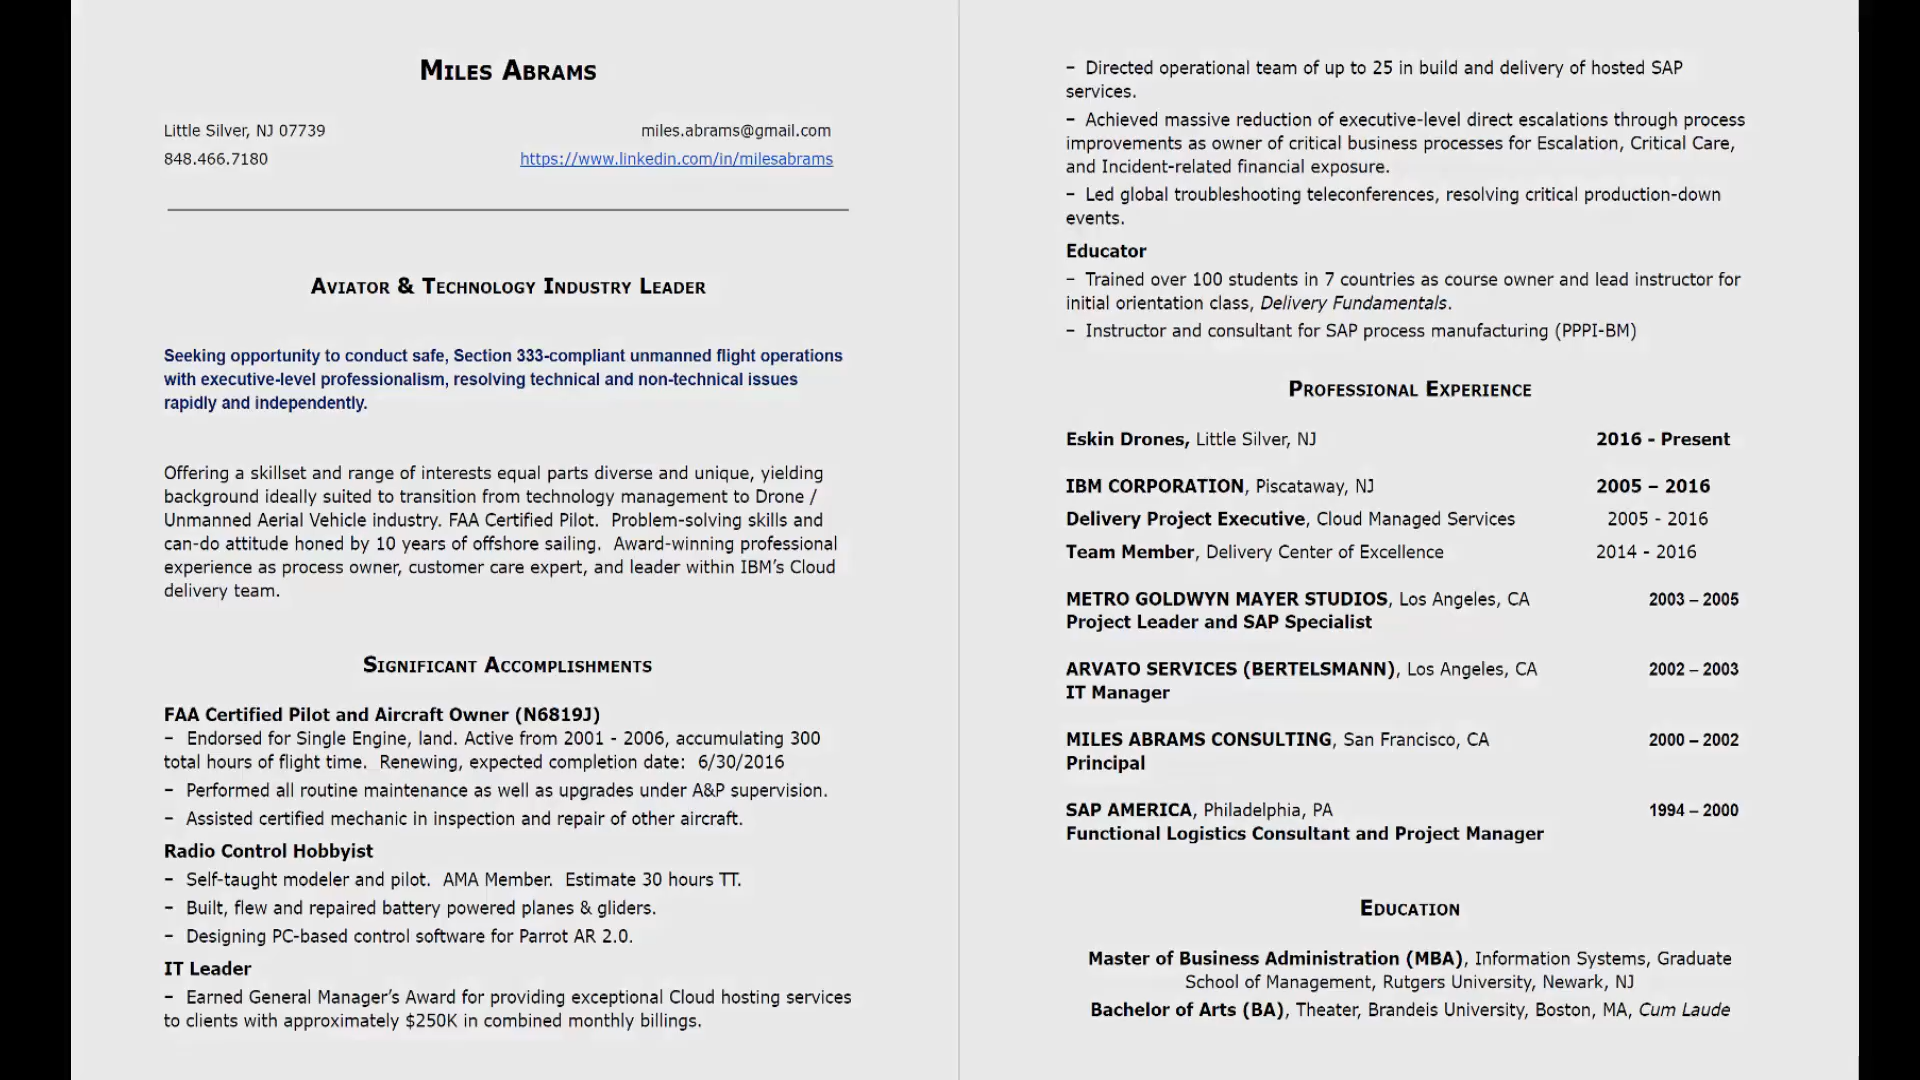 Miles Abrams
Little Silver, NJ 07739 miles.abrams@gmail.com
848.466.7180 https://www.linkedin.com/in/milesabrams
Aviator & Technology Industry Leader
Seeking opportunity to conduct safe, Section 333-compliant unmanned flight operations
with executive-level professionalism, resolving technical and non-technical issues
rapidly and independently.
Offering a skillset and range of interests equal parts diverse and unique, yielding
background ideally suited to transition from technology management to Drone /
Unmanned Aerial Vehicle industry. FAA Certified Pilot. Problem-solving skills and
can-do attitude honed by 10 years of offshore sailing. Award-winning professional
experience as process owner, customer care expert, and leader within IBM's Cloud
delivery team.
Significant Accomplishments
FAA Certified Pilot and Aircraft Owner (N6819J)
– Endorsed for Single Engine, land. Active from 2001 - 2006, accumulating 300
total hours of flight time. Renewing, expected completion date: 6/30/2016
– Performed all routine maintenance as well as upgrades under A&P supervision.
– Assisted certified mechanic in inspection and repair of other aircraft.
Radio Control Hobbyist
– Self-taught modeler and pilot. AMA Member. Estimate 30 hours TT.
– Built, flew and repaired battery powered planes & gliders.
– Designing PC-based control software for Parrot AR 2.0.
IT Leader
– Earned General Manager's Award for providing exceptional Cloud hosting services
to clients with approximately $250K in combined monthly billings.
– Directed operational team of up to 25 in build and delivery of hosted SAP
services.
– Achieved massive reduction of executive-level direct escalations through process
improvements as owner of critical business processes for Escalation, Critical Care,
and Incident-related financial exposure.
– Led global troubleshooting teleconferences, resolving critical production-down
events.
Educator
– Trained over 100 students in 7 countries as course owner and lead instructor for
initial orientation class, Delivery Fundamentals.
– Instructor and consultant for SAP process manufacturing (PPPI-BM)
Professional Experience
Eskin Drones, Little Silver, NJ 2016 - Present
IBM CORPORATION, Piscataway, NJ 2005 – 2016
Delivery Project Executive, Cloud Managed Services 2005 - 2016
Team Member, Delivery Center of Excellence 2014 - 2016
METRO GOLDWYN MAYER STUDIOS, Los Angeles, CA 2003 – 2005
Project Leader and SAP Specialist
ARVATO SERVICES (BERTELSMANN), Los Angeles, CA 2002 – 2003
IT Manager
MILES ABRAMS CONSULTING, San Francisco, CA 2000 – 2002
Principal
SAP AMERICA, Philadelphia, PA 1994 – 2000
Functional Logistics Consultant and Project Manager
Education
Master of Business Administration (MBA), Information Systems, Graduate
School of Management, Rutgers University, Newark, NJ
Bachelor of Arts (BA), Theater, Brandeis University, Boston, MA, Cum Laude